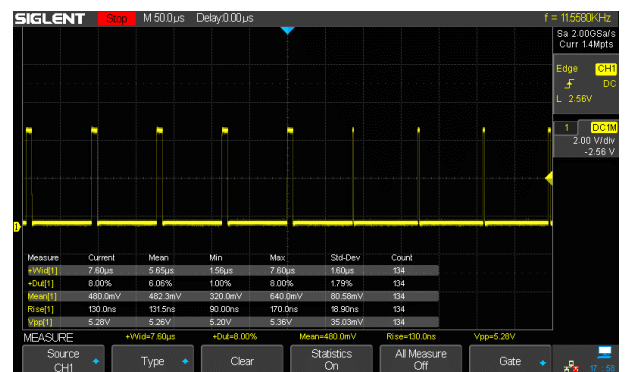 SIGLENT Stop M 50.0µs Delay:0.00µs f = 11.5580KHz
Sa 2.00GSa/s
Curr 1.4Mpts
Edge CH1
DC
L 2.56V
1 DC1M
2.00 V/div
-2.56 V
1
Measure Current Mean Min Max Std-Dev Count
+Wid[1] 7.60µs 5.65µs 1.56µs 7.60µs 1.60µs 134
+Dut[1] 8.00% 6.06% 1.00% 8.00% 1.79% 134
Mean[1] 480.0mV 482.3mV 320.0mV 640.0mV 80.58mV 134
Rise[1] 130.0ns 131.5ns 90.00ns 170.0ns 18.90ns 134
Vpp[1] 5.28V 5.26V 5.20V 5.36V 35.03mV 134
MEASURE +Wid=7.60µs +Dut=8.00% Mean=480.0mV Rise=130.0ns Vpp=5.28V
Source Type Clear Statistics All Measure Gate
CH1 On Off
17 : 58